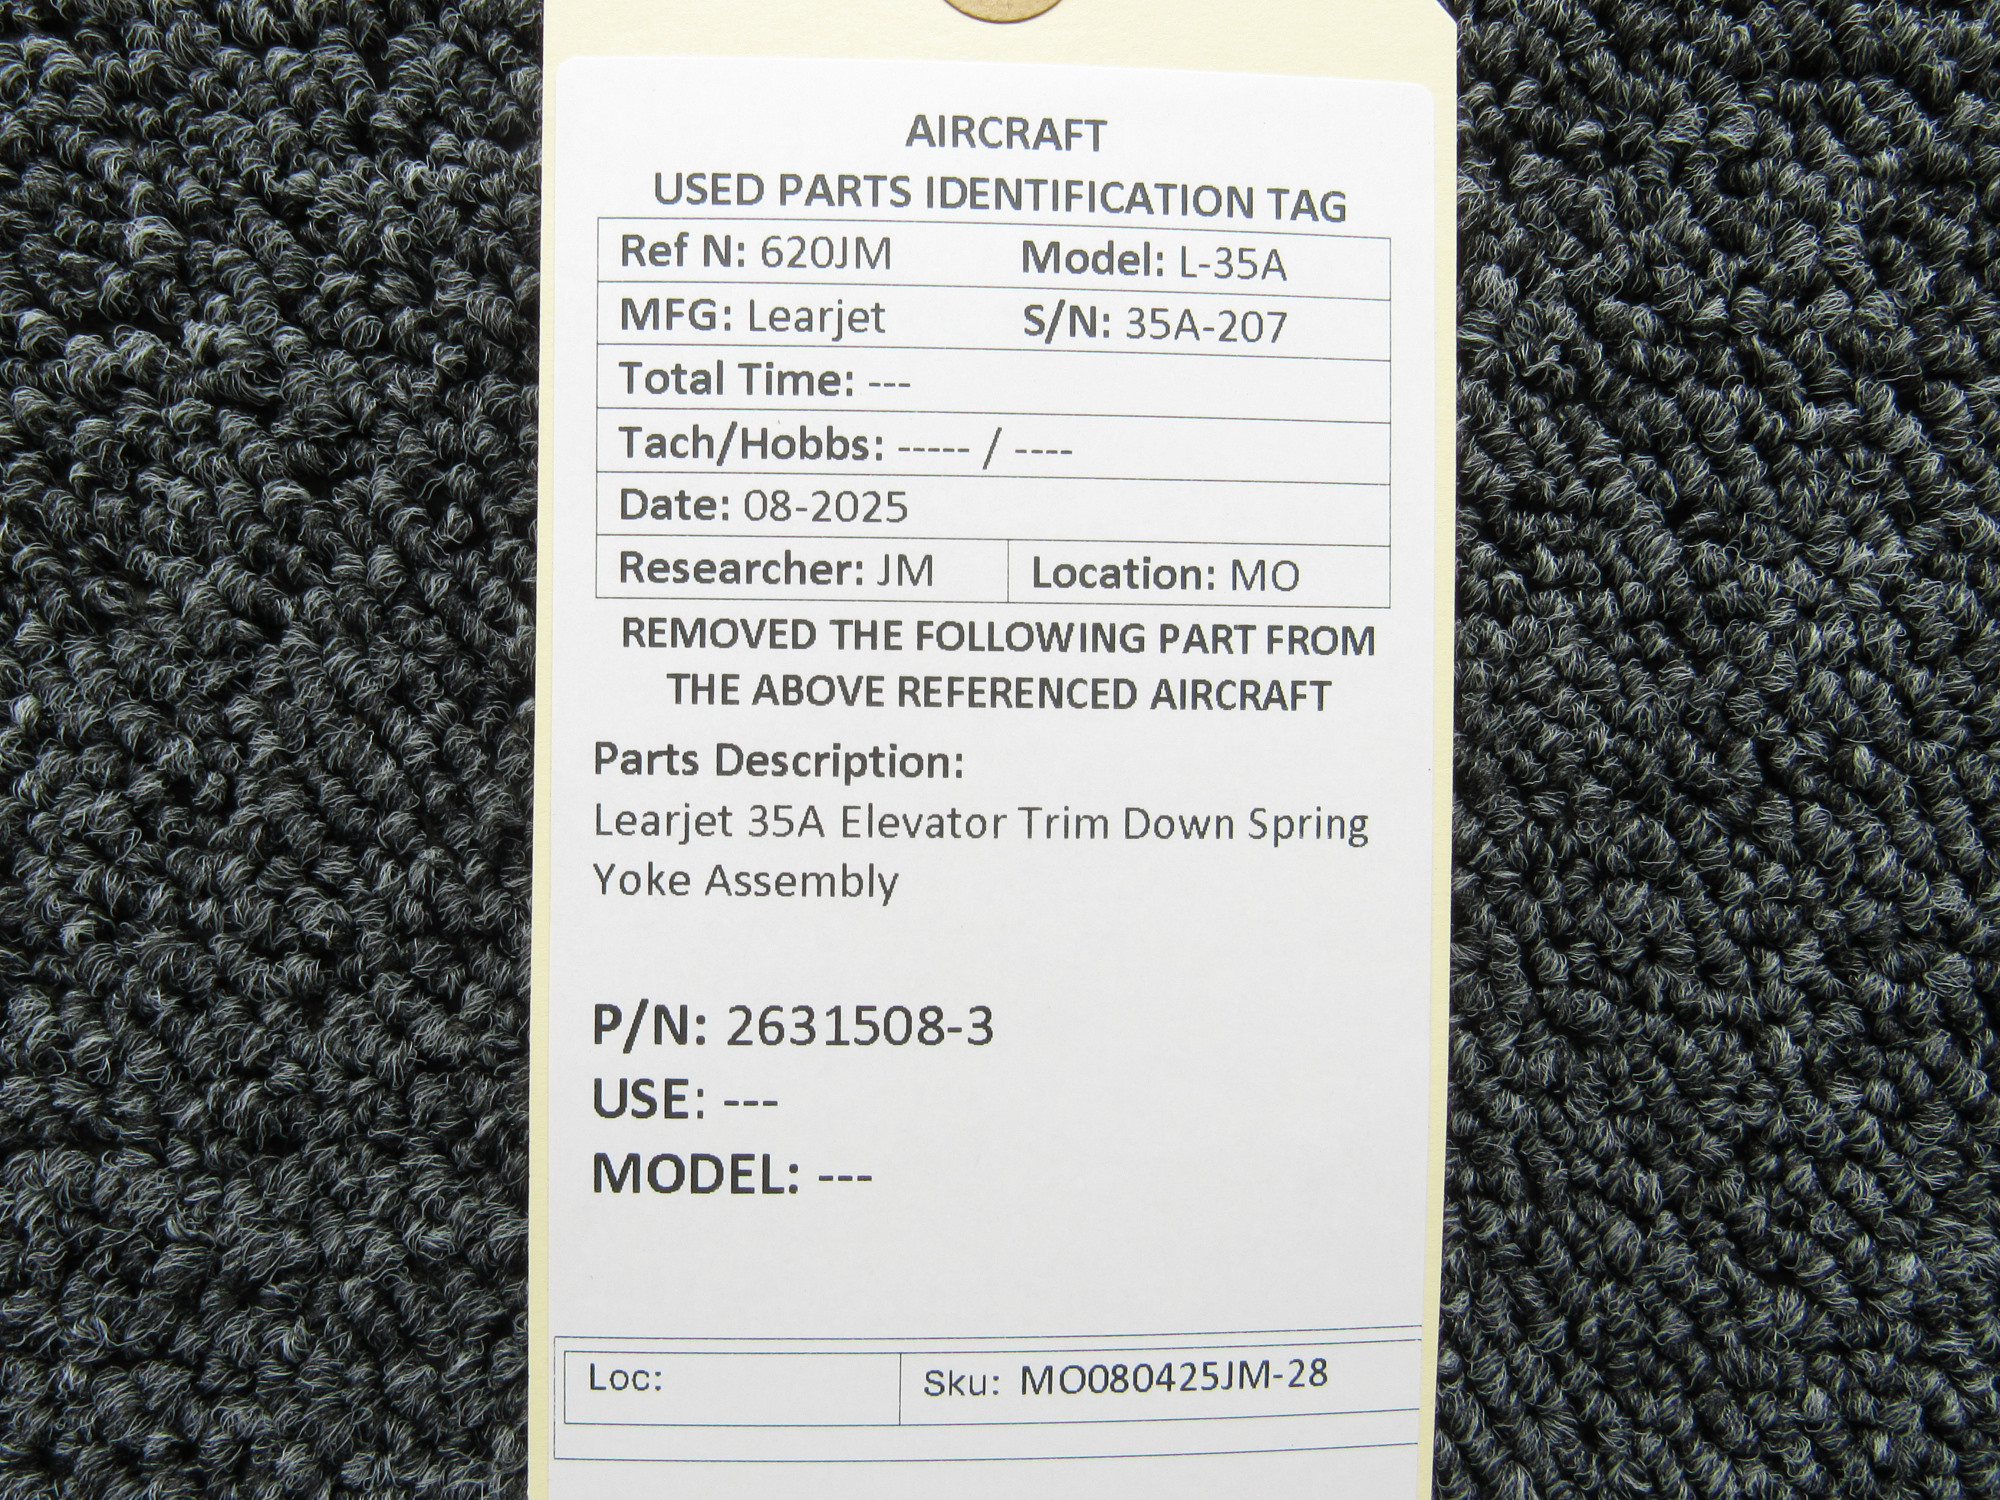 AIRCRAFT
USED PARTS IDENTIFICATION TAG
Ref N: 620JM Model: L-35A
MFG: Learjet S/N: 35A-207
Total Time: ---
Tach/Hobbs: ----- / ----
Date: 08-2025
Researcher: JM Location: MO
REMOVED THE FOLLOWING PART FROM
THE ABOVE REFERENCED AIRCRAFT
Parts Description:
Learjet 35A Elevator Trim Down Spring
Yoke Assembly
P/N: 2631508-3
USE: ---
MODEL: ---
Loc: Sku: MO080425JM-28